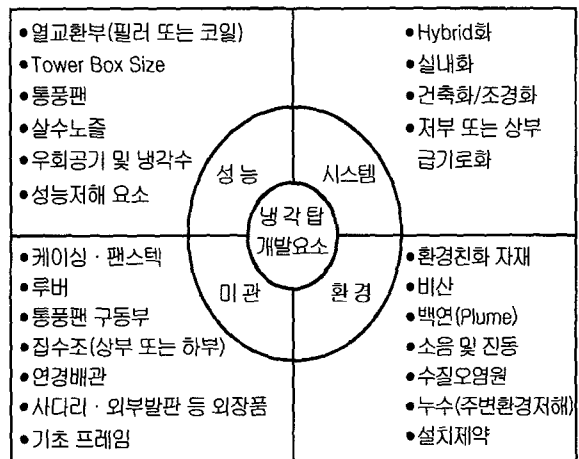 •열교환부(필러 또는 코일)
•Tower Box Size
•통풍팬
•살수노즐
•우회공기 및 냉각수
•성능저해 요소
•Hybrid화
•실내화
•건축화/조경화
•저부 또는 상부
급기로화
성능
시스템
냉각탑
개발요소
미관
환경
•케이싱·팬스텍
•루버
•통풍팬 구동부
•집수조(상부 또는 하부)
•연경배관
•사다리·외부발판 등 외장품
•기초 프레임
•환경친화 자재
•비산
•백연(Plume)
•소음 및 진동
•수질오염원
•누수(주변환경저해)
•설치제약